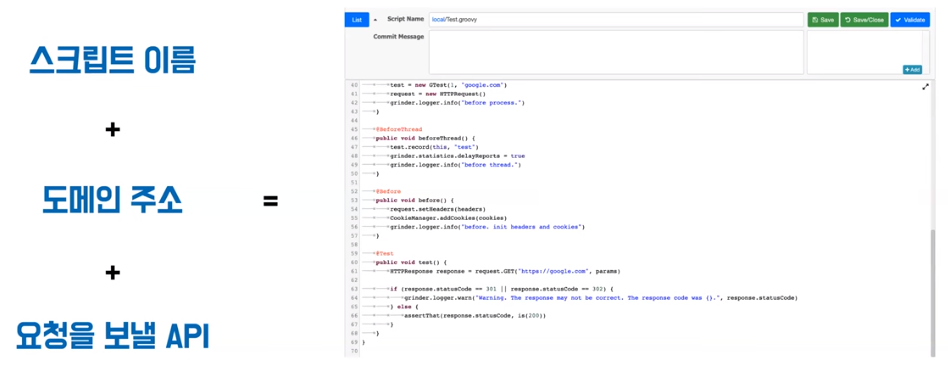 스크립트 이름
+
도메인 주소
+
요청을 보낼 API
=
List Script Name local/Test.groovy Save Save/Close Validate
Commit Message
+Add
40 test = new GTest(1, "google.com")
41 request = new HTTPRequest()
42 grinder.logger.info("before process.")
43 }
44
45 @BeforeThread
46 public void beforeThread() {
47 test.record(this, "test")
48 grinder.statistics.delayReports = true
49 grinder.logger.info("before thread.")
50 }
51
52 @Before
53 public void before() {
54 request.setHeaders(headers)
55 CookieManager.addCookies(cookies)
56 grinder.logger.info("before. init headers and cookies")
57 }
58
59 @Test
60 public void test() {
61 HTTPResponse response = request.GET("https://google.com", params)
62
63 if (response.statusCode == 301 || response.statusCode == 302) {
64 grinder.logger.warn("Warning. The response may not be correct. The response code was {}.", response.statusCode)
65 } else {
66 assertThat(response.statusCode, is(200))
67 }
68 }
69 }
70